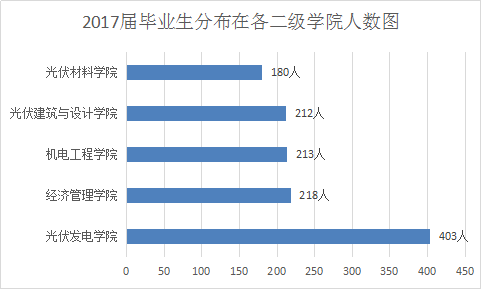 2017届毕业生分布在各二级学院人数图
光伏材料学院 180人
光伏建筑与设计学院 212人
机电工程学院 213人
经济管理学院 218人
光伏发电学院 403人
0 50 100 150 200 250 300 350 400 450